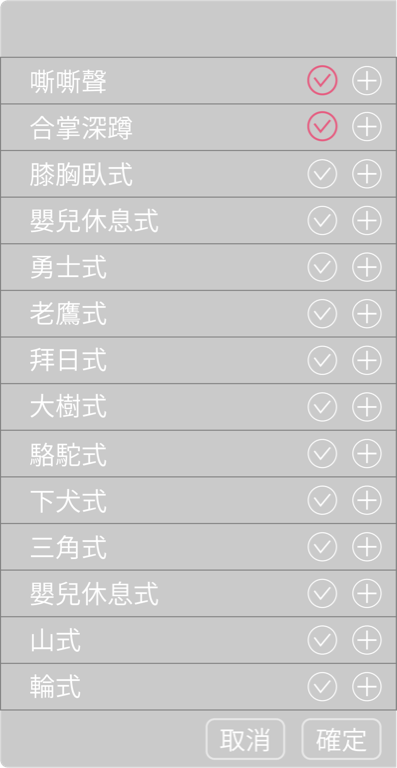 嘶嘶聲
合掌深蹲
膝胸臥式
嬰兒休息式
勇士式
老鷹式
拜日式
大樹式
駱駝式
下犬式
三角式
嬰兒休息式
山式
輪式
取消 確定